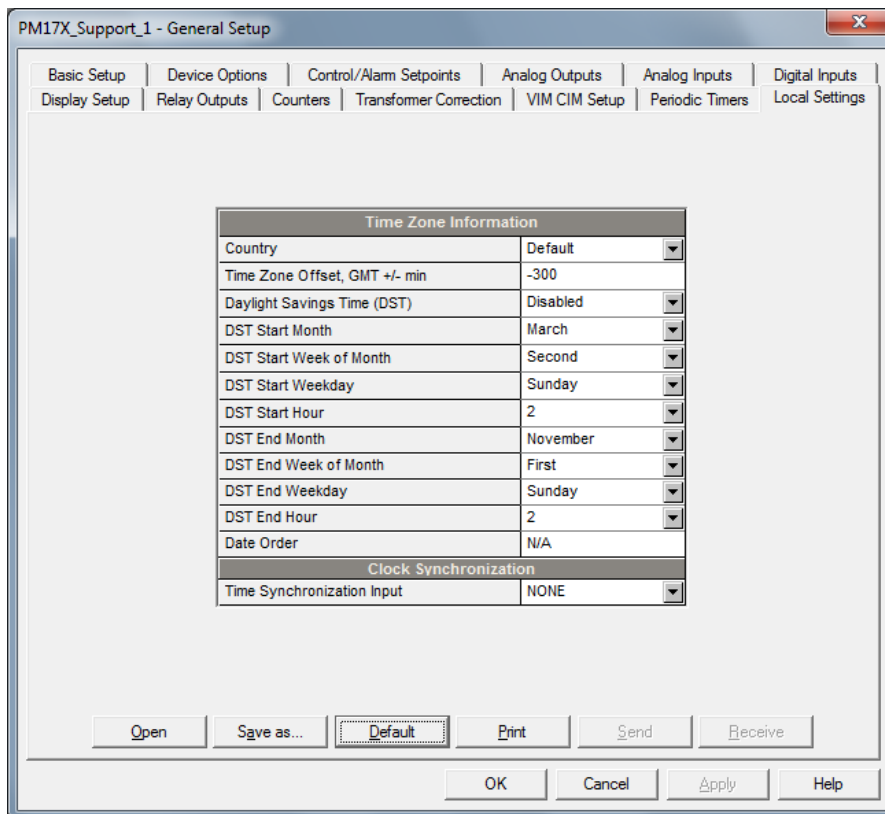 PM17X_Support_1 - General Setup
Basic Setup Device Options Control/Alarm Setpoints Analog Outputs Analog Inputs Digital Inputs
Display Setup Relay Outputs Counters Transformer Correction VIM CIM Setup Periodic Timers Local Settings
Time Zone Information
Country Default
Time Zone Offset, GMT +/- min -300
Daylight Savings Time (DST) Disabled
DST Start Month March
DST Start Week of Month Second
DST Start Weekday Sunday
DST Start Hour 2
DST End Month November
DST End Week of Month First
DST End Weekday Sunday
DST End Hour 2
Date Order N/A
Clock Synchronization
Time Synchronization Input NONE
Open Save as... Default Print Send Receive
OK Cancel Apply Help